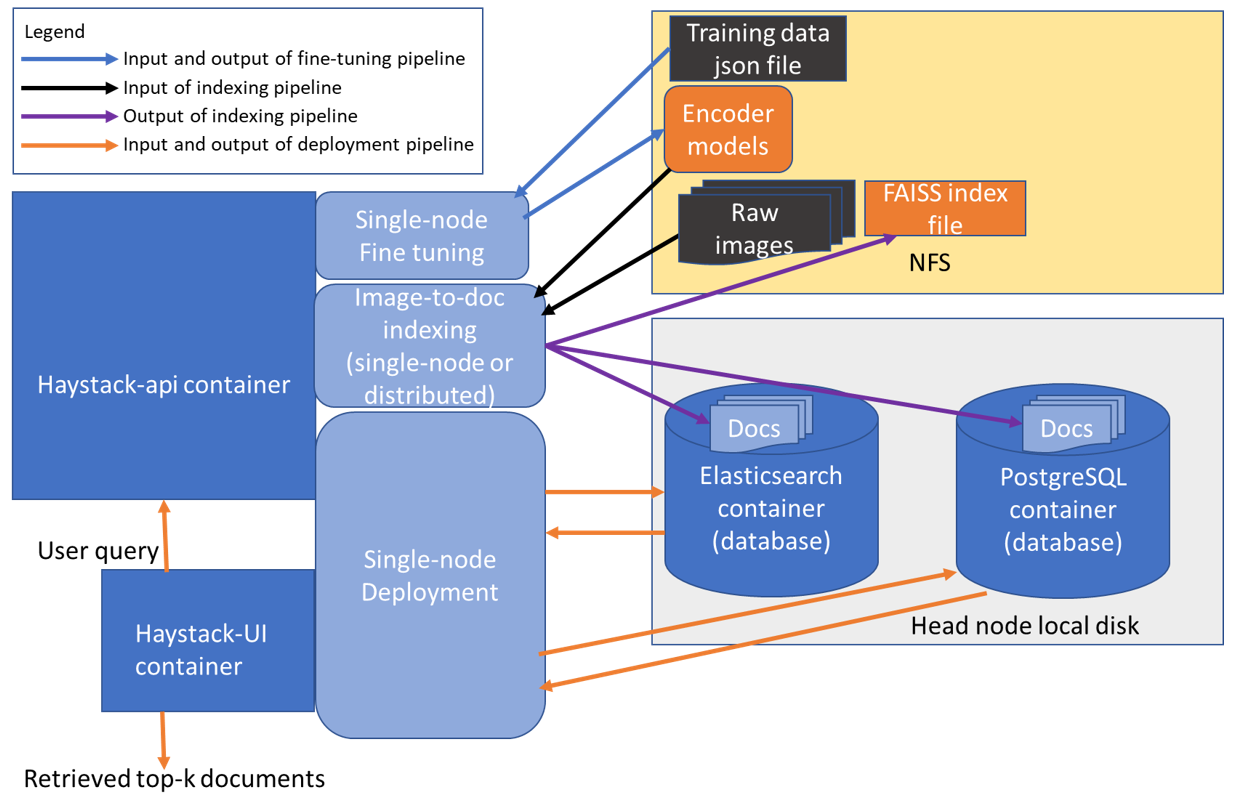 Legend
Input and output of fine-tuning pipeline
Input of indexing pipeline
Output of indexing pipeline
Input and output of deployment pipeline
Training data
json file
Encoder
models
Raw
images
FAISS index
file
NFS
Single-node
Fine tuning
Image-to-doc
indexing
(single-node or
distributed)
Haystack-api container
Docs
Elasticsearch
container
(database)
Docs
PostgreSQL
container
(database)
Head node local disk
User query
Single-node
Deployment
Haystack-UI
container
Retrieved top-k documents